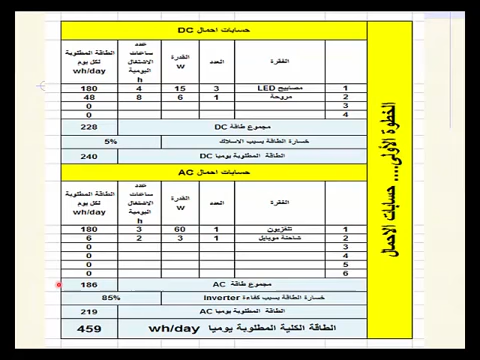 حسابات احمال DC
الفقرة العدد القدرة W عدد ساعات الاشتغال اليومية h الطاقة المطلوبة لكل يوم wh/day
1 مصابيح LED 3 15 4 180
2 مروحة 1 6 8 48
3 0
4 0
مجموع طاقة DC 228
خسارة الطاقة بسبب الاسلاك 5%
الطاقة المطلوبة يوميا DC 240
حسابات احمال AC
الفقرة العدد القدرة W عدد ساعات الاشتغال اليومية h الطاقة المطلوبة لكل يوم wh/day
1 تلفزيون 1 60 3 180
2 شاحنة موبايل 1 3 2 6
3 0
4 0
5 0
6 0
مجموع طاقة AC 186
خسارة الطاقة بسبب كفاءة Inverter 85%
الطاقة المطلوبة يوميا AC 219
الطاقة الكلية المطلوبة يوميا wh/day 459
الخطوة الأولى.... حسابات الاحمال